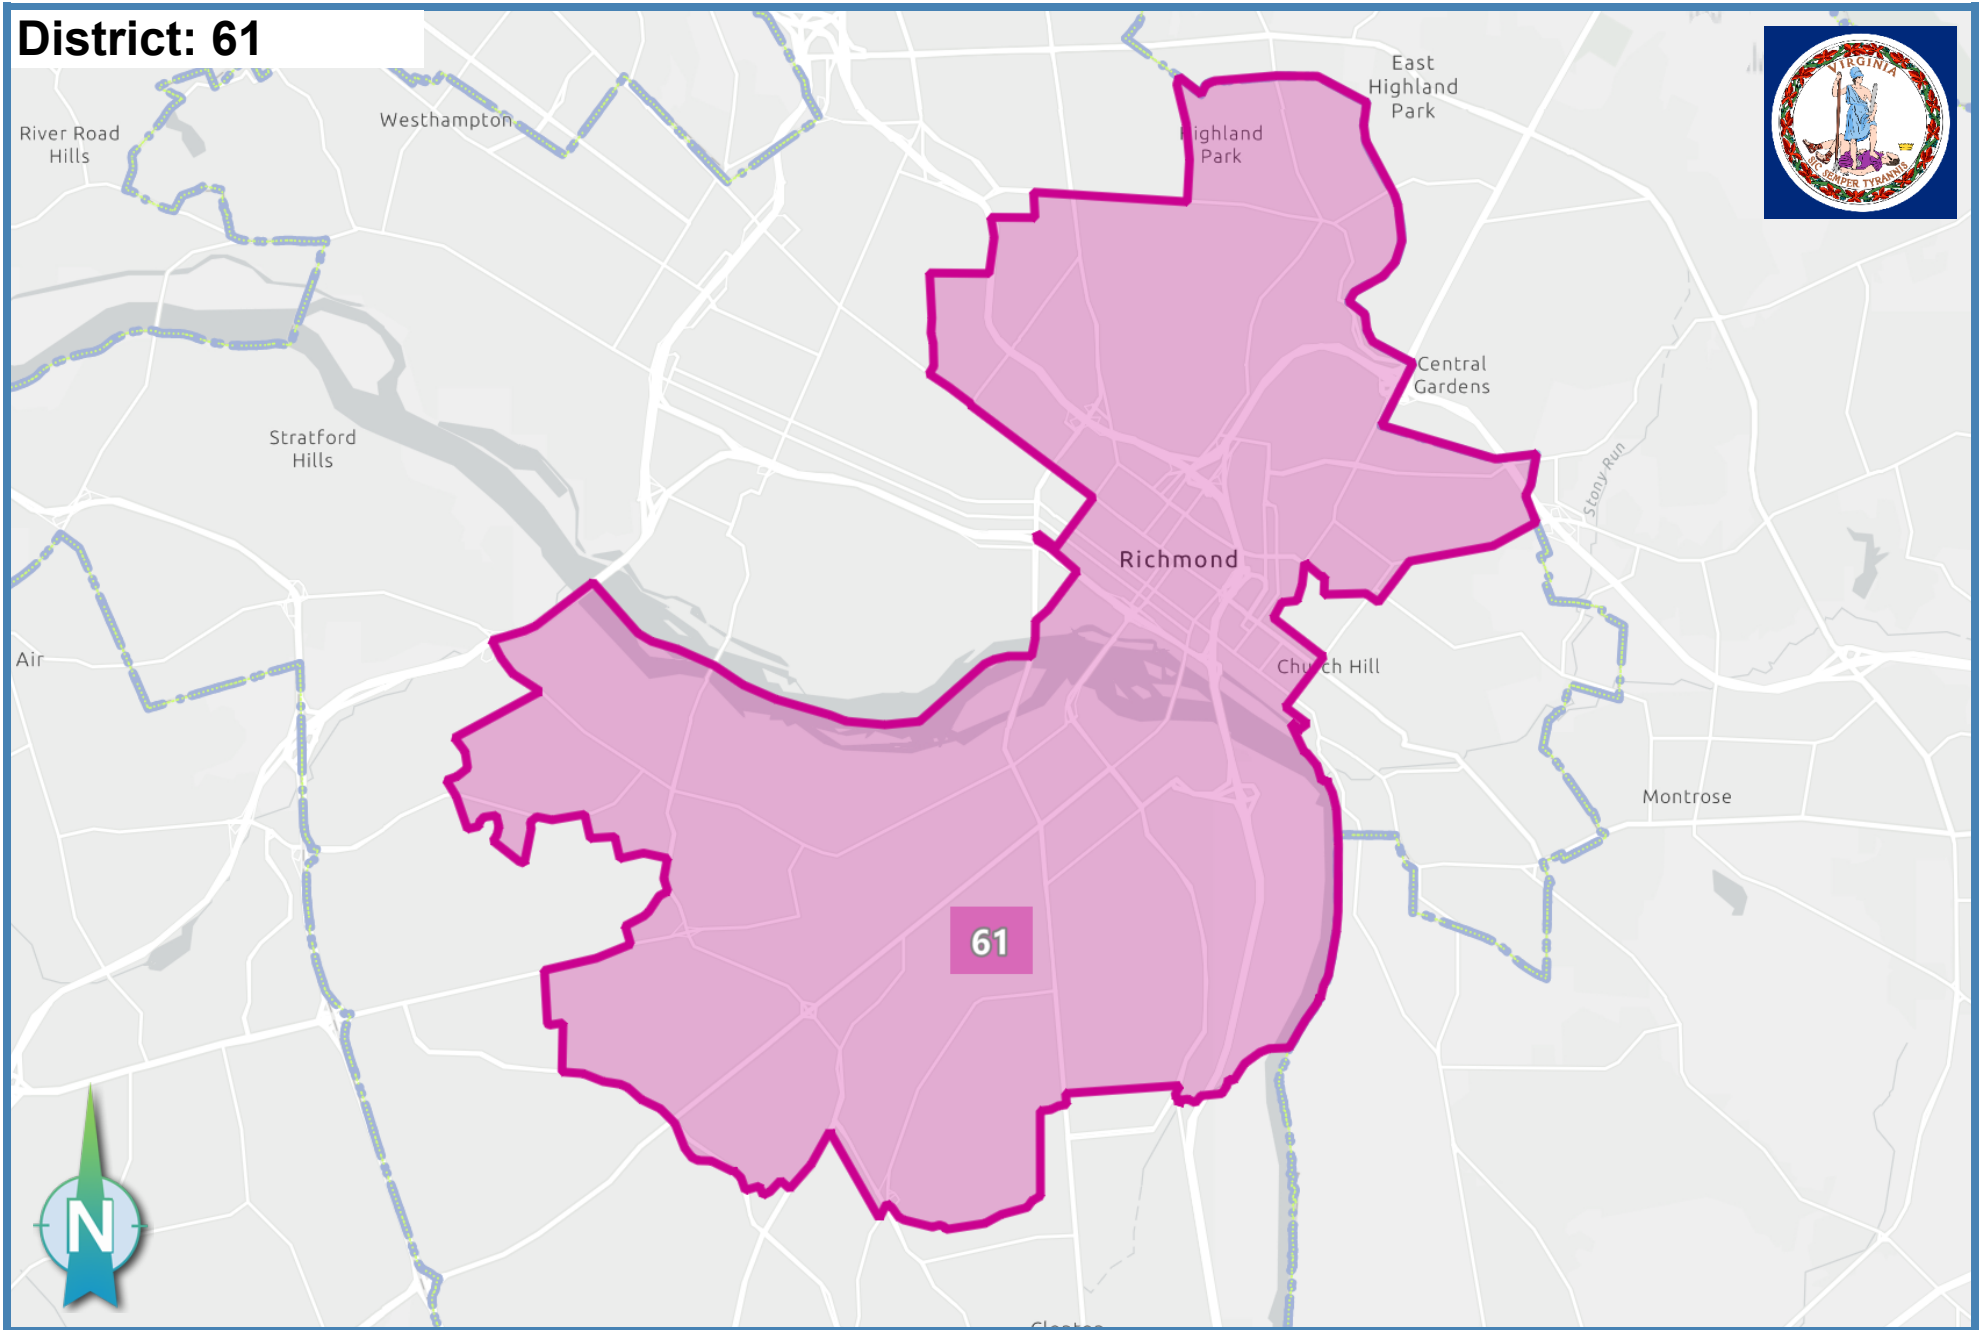 District: 61
VIRGINIA
SIC SEMPER TYRANNIS
East
Highland
Park
River Road
Hills
Westhampton
Highland
Park
Central
Gardens
Stratford
Hills
Stony Run
Richmond
Air
Church Hill
Montrose
61
N